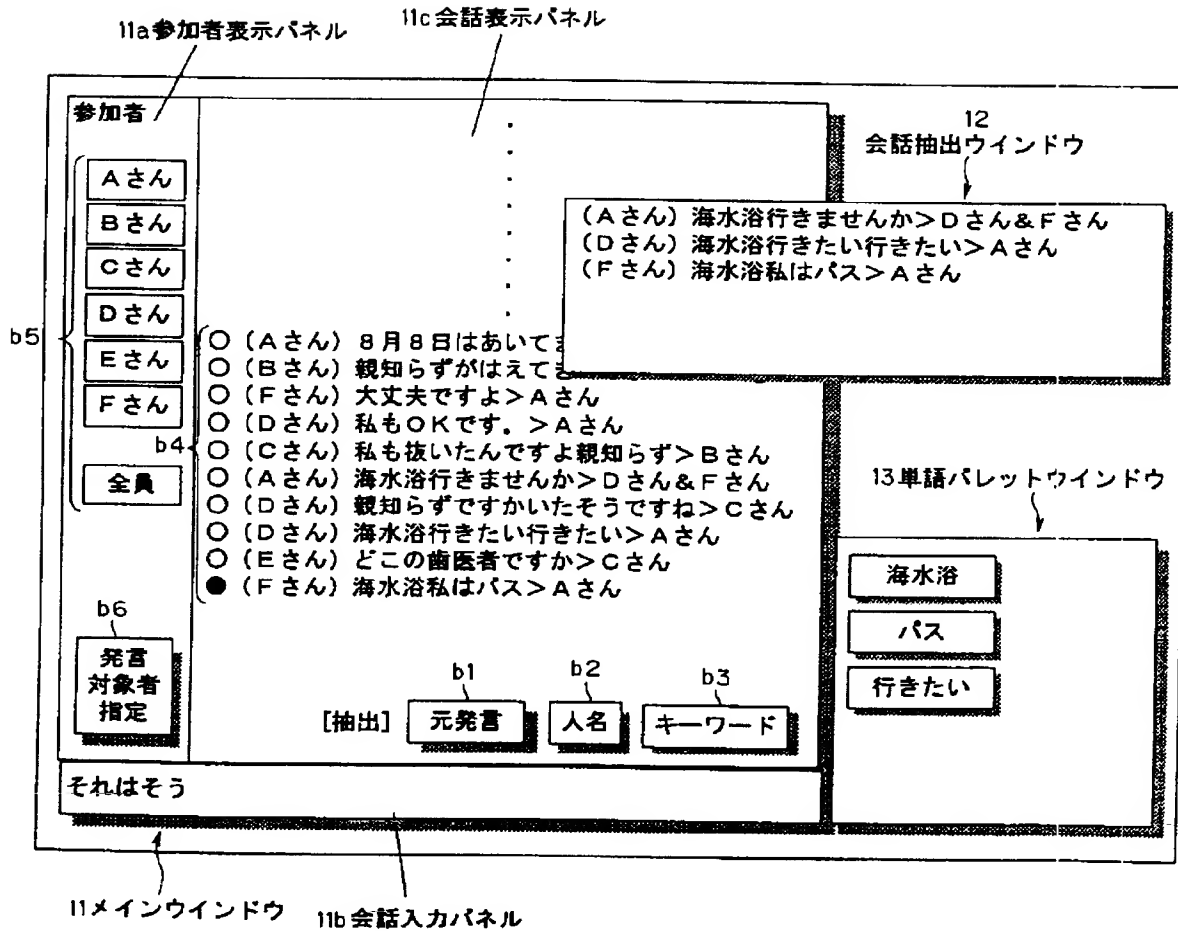 11a参加者表示パネル
11c会話表示パネル
参加者
12
会話抽出ウインドウ
Aさん
Bさん
Cさん
Dさん
Eさん
Fさん
全員
b5
(Aさん)海水浴行きませんか>Dさん&Fさん
(Dさん)海水浴行きたい行きたい>Aさん
(Fさん)海水浴私はパス>Aさん
b4
○(Aさん)8月8日はあいてま
○(Bさん)親知らずがはえてき
○(Fさん)大丈夫ですよ>Aさん
○(Dさん)私もOKです。>Aさん
○(Cさん)私も抜いたんですよ親知らず>Bさん
○(Aさん)海水浴行きませんか>Dさん&Fさん
○(Dさん)親知らずですかいたそうですね>Cさん
○(Dさん)海水浴行きたい行きたい>Aさん
○(Eさん)どこの歯医者ですか>Cさん
●(Fさん)海水浴私はパス>Aさん
13単語パレットウインドウ
海水浴
パス
行きたい
b6
発言
対象者
指定
b1
b2
b3
[抽出] 元発言 人名 キーワード
それはそう
11メインウインドウ
11b会話入力パネル